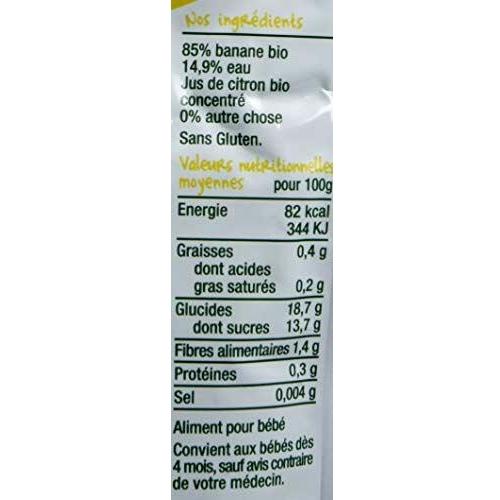 Nos ingRédients
85% banane bio
14,9% eau
Jus de citron bio
concentré
0% autre chose
Sans Gluten.
ValeuRs nutRitionnelles
moyennes pour 100g
Energie 82 kcal
344 KJ
Graisses 0,4 g
dont acides
gras saturés 0,2 g
Glucides 18,7 g
dont sucres 13,7 g
Fibres alimentaires 1,4 g
Protéines 0,3 g
Sel 0,004 g
Aliment pour bébé
Convient aux bébés dès
4 mois, sauf avis contraire
de votre médecin.